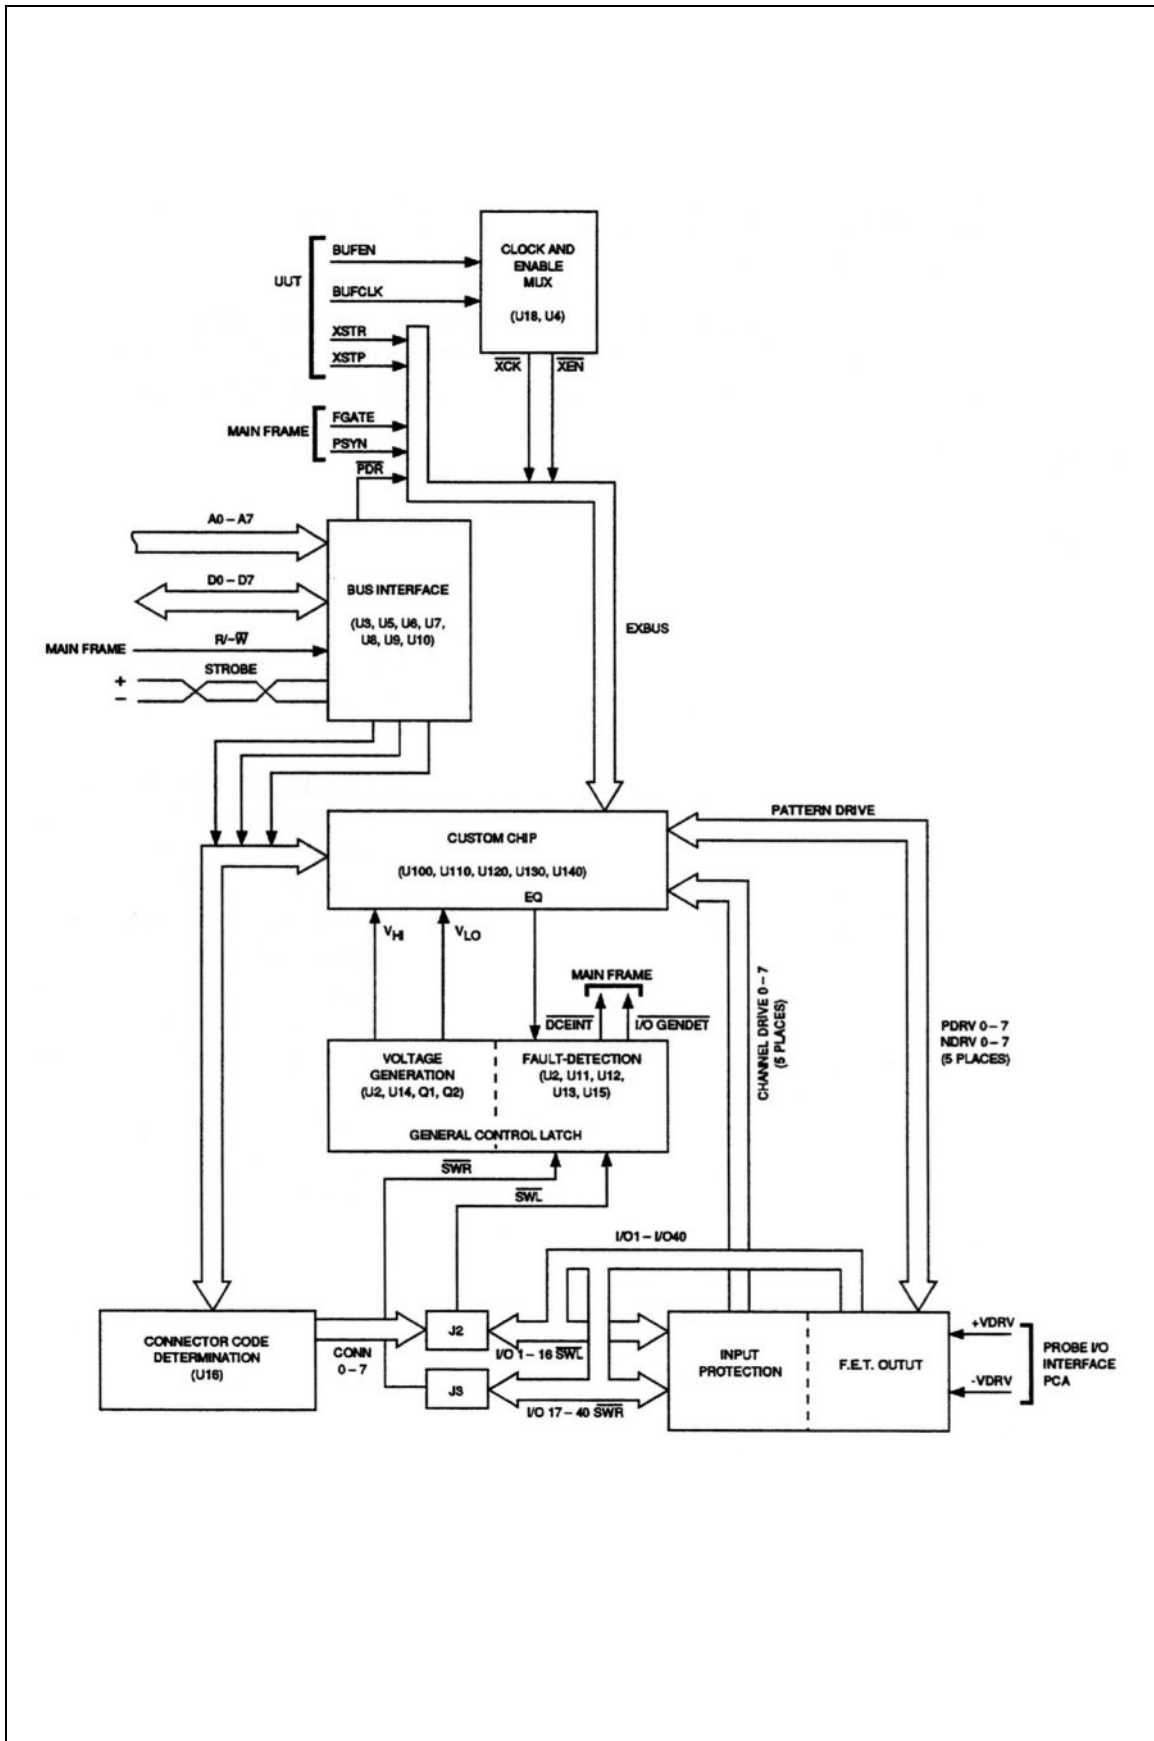 CLOCK AND
ENABLE
MUX
(U18, U4)
UUT
BUFEN
BUFCLK
XSTR
XSTP
XCK
XEN
MAIN FRAME
FGATE
PSYN
PDR
A0 – A7
D0 – D7
MAIN FRAME
R/~W
STROBE
+
–
BUS INTERFACE
(U3, U5, U6, U7,
U8, U9, U10)
EXBUS
PATTERN DRIVE
CUSTOM CHIP
(U100, U110, U120, U130, U140)
EQ
VHI
VLO
MAIN FRAME
DCEINT
I/O GENDET
CHANNEL DRIVE 0 – 7
(5 PLACES)
PDRV 0 – 7
NDRV 0 – 7
(5 PLACES)
VOLTAGE
GENERATION
(U2, U14, Q1, Q2)
FAULT-DETECTION
(U2, U11, U12,
U13, U15)
GENERAL CONTROL LATCH
SWR
SWL
I/O1 – I/O40
CONNECTOR CODE
DETERMINATION
(U16)
CONN
0 – 7
J2
I/O 1 – 16 SWL
J3
I/O 17 – 40 SWR
INPUT
PROTECTION
F.E.T. OUTUT
+VDRV
-VDRV
PROBE I/O
INTERFACE
PCA